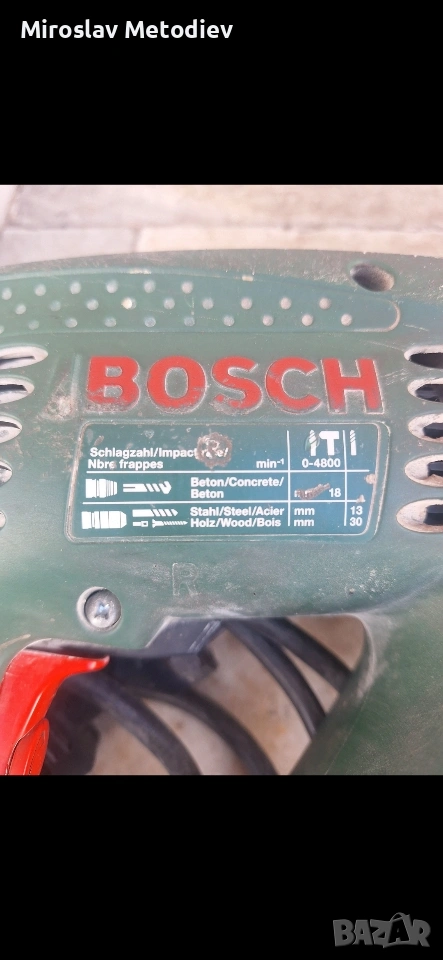 Miroslav Metodiev
BOSCH
Schlagzahl/Impact
Nbre frappes min⁻¹ 0-4800
Beton/Concrete/
Beton 18
Stahl/Steel/Acier mm 13
Holz/Wood/Bois mm 30
R
BAZAR